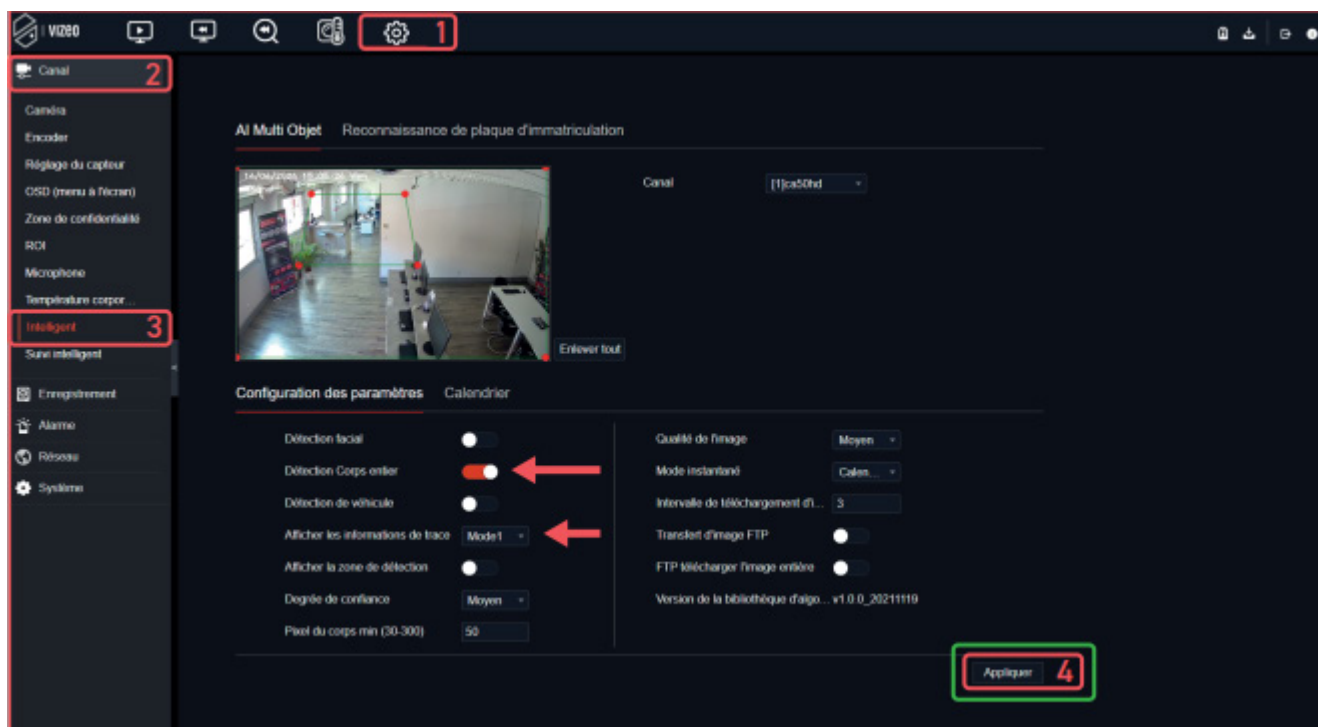 VIZEO
1
Canal
2
Caméra
Encoder
Réglage du capteur
OSD (menu à l'écran)
Zone de confidentialité
ROI
Microphone
Température corpor...
Intelligent
3
Suivi intelligent
Enregistrement
Alarme
Réseau
Système
AI Multi Objet
Reconnaissance de plaque d'immatriculation
Canal
[1]ca50hd
Enlever tout
Configuration des paramètres
Calendrier
Détection facial
Détection Corps entier
Détection de véhicule
Afficher les informations de trace
Mode1
Afficher la zone de détection
Degrée de confiance
Moyen
Pixel du corps min (30-300)
50
Qualité de l'image
Moyen
Mode instantané
Calen...
Intervalle de téléchargement d'i...
3
Transfert d'image FTP
FTP télécharger l'image entière
Version de la bibliothèque d'algo...
v1.0.0_20211119
Appliquer
4